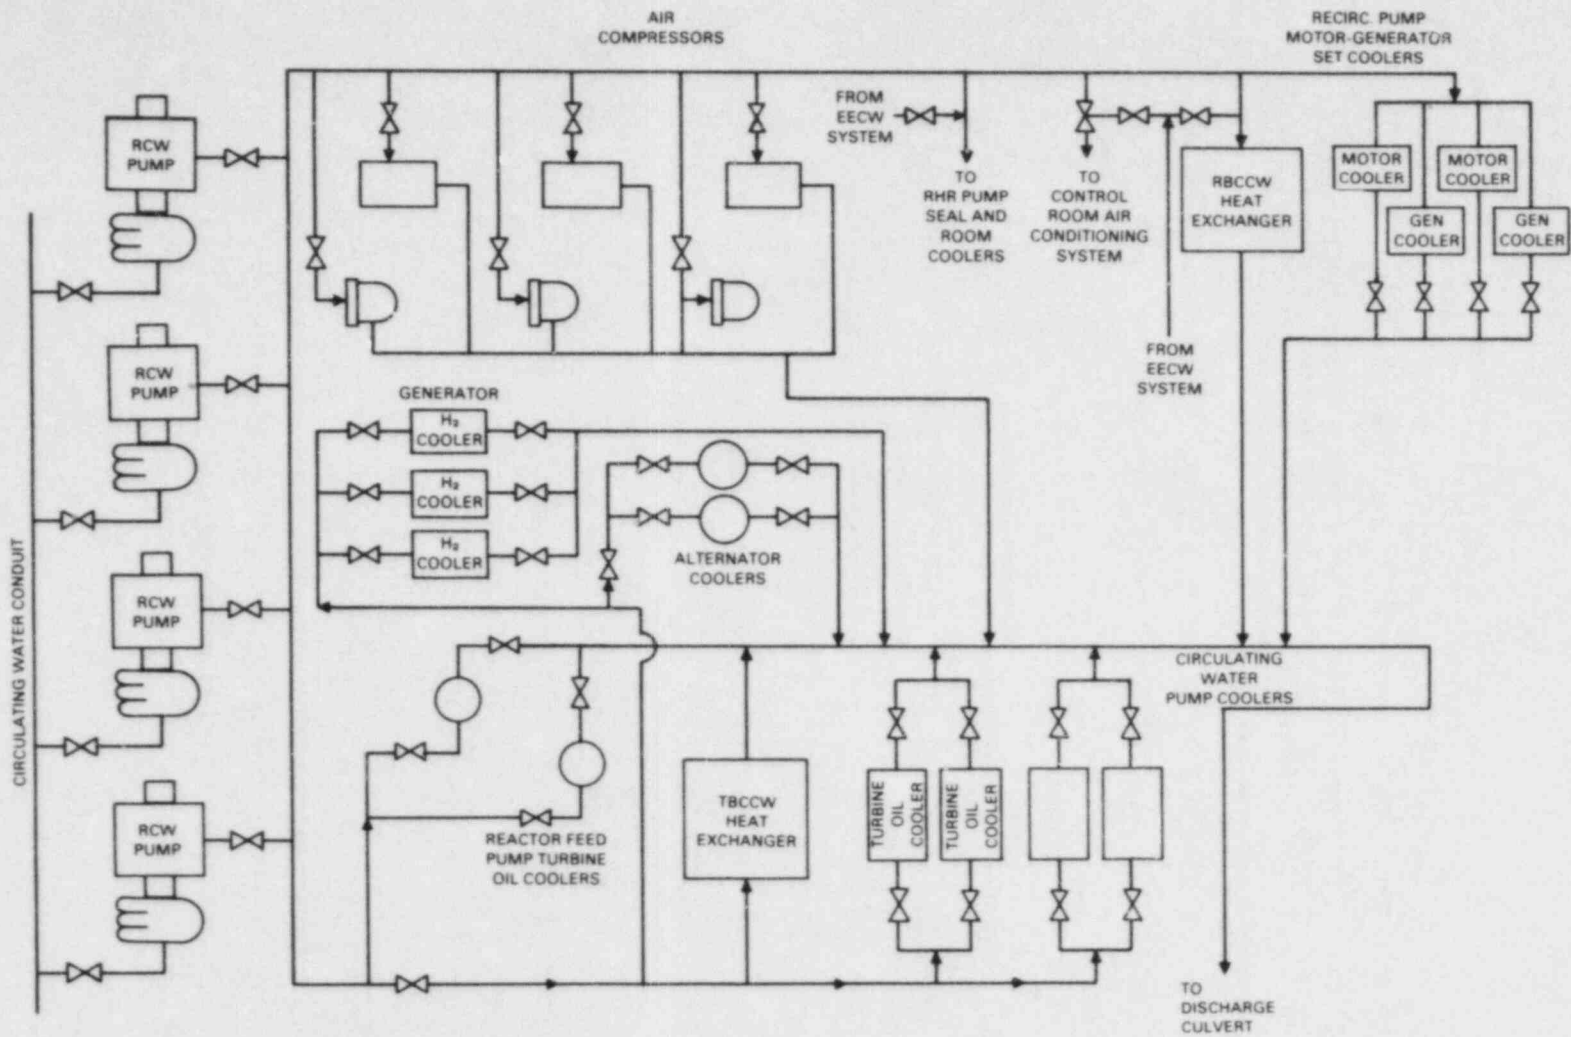 AIR
COMPRESSORS
RECIRC. PUMP
MOTOR-GENERATOR
SET COOLERS
RCW
PUMP
FROM
EECW
SYSTEM
TO
RHR PUMP
SEAL AND
ROOM
COOLERS
TO
CONTROL
ROOM AIR
CONDITIONING
SYSTEM
RBCCW
HEAT
EXCHANGER
MOTOR
COOLER
MOTOR
COOLER
GEN
COOLER
GEN
COOLER
FROM
EECW
SYSTEM
RCW
PUMP
GENERATOR
H₂
COOLER
H₂
COOLER
H₂
COOLER
ALTERNATOR
COOLERS
RCW
PUMP
CIRCULATING WATER CONDUIT
CIRCULATING
WATER
PUMP COOLERS
RCW
PUMP
REACTOR FEED
PUMP TURBINE
OIL COOLERS
TBCCW
HEAT
EXCHANGER
TURBINE
OIL
COOLER
TURBINE
OIL
COOLER
TO
DISCHARGE
CULVERT